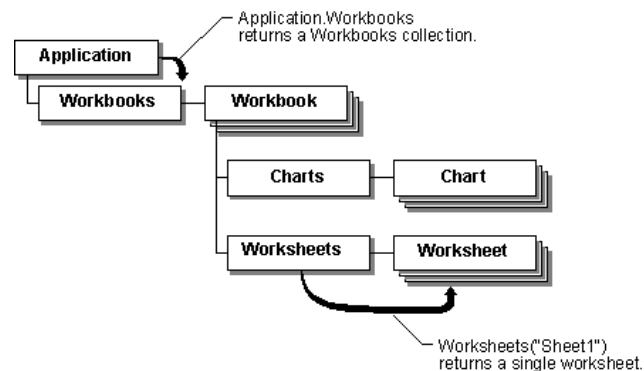 Application.Workbooks
returns a Workbooks collection.
Application
Workbooks
Workbook
Charts
Chart
Worksheets
Worksheet
Worksheets("Sheet1")
returns a single worksheet.